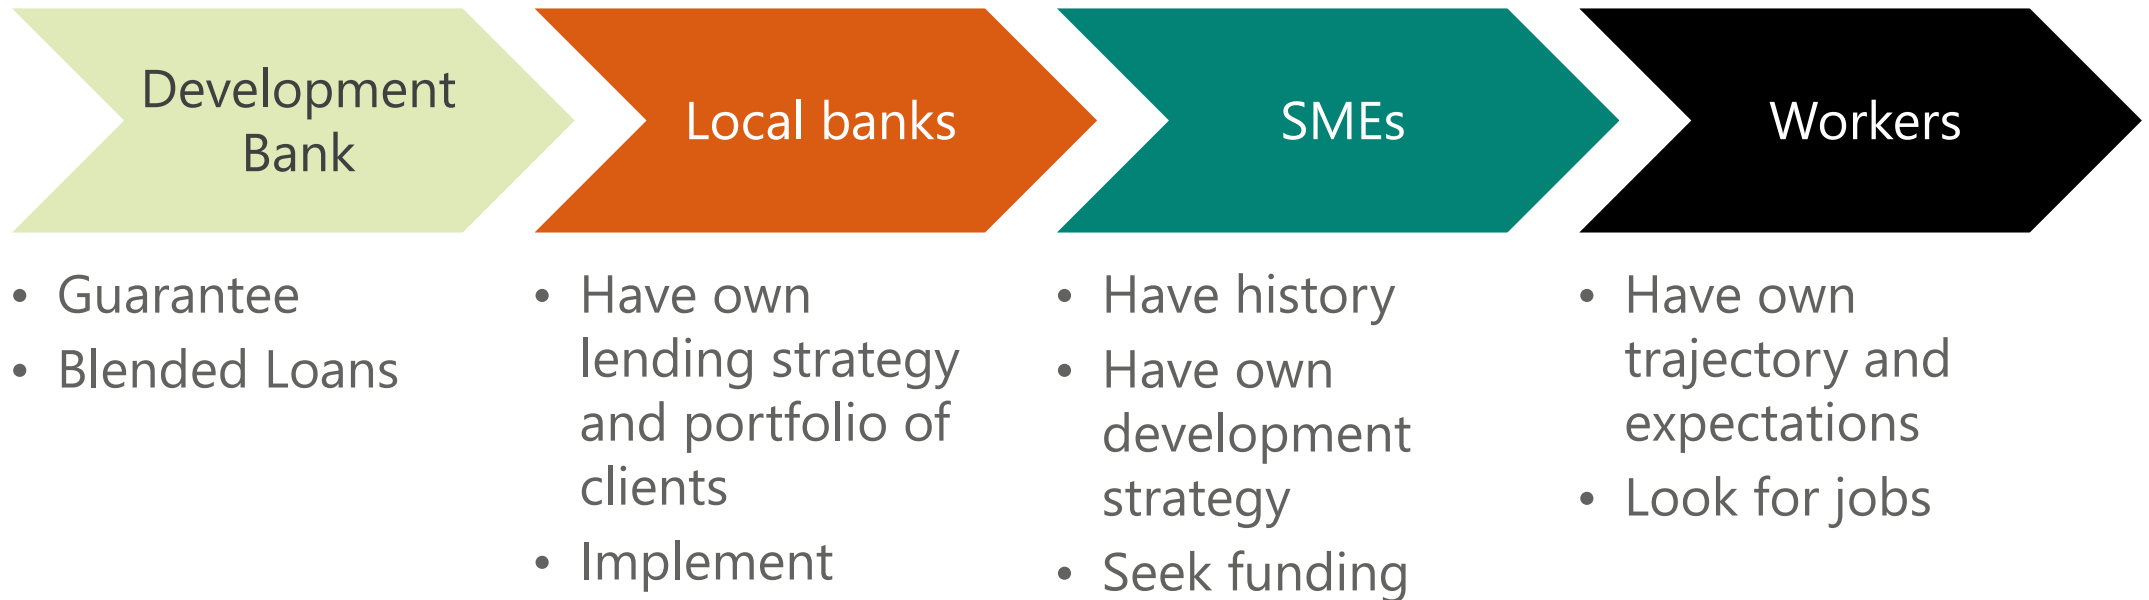 Development
Bank
• Guarantee
• Blended Loans
Local banks
• Have own
lending strategy
and portfolio of
clients
• Implement
SMEs
• Have history
• Have own
development
strategy
• Seek funding
Workers
• Have own
trajectory and
expectations
• Look for jobs